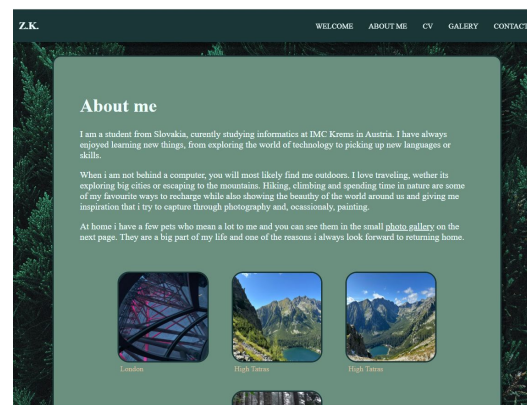 Z.K.
WELCOME ABOUT ME CV GALERY CONTACT
About me
I am a student from Slovakia, curently studying informatics at IMC Krems in Austria. I have always
enjoyed learning new things, from exploring the world of technology to picking up new languages or
skills.
When i am not behind a computer, you will most likely find me outdoors. I love traveling, wether its
exploring big cities or escaping to the mountains. Hiking, climbing and spending time in nature are some
of my favourite ways to recharge while also showing the beauthy of the world around us and giving me
inspiration that i try to capture through photography and, ocassionaly, painting.
At home i have a few pets who mean a lot to me and you can see them in the small photo gallery on the
next page. They are a big part of my life and one of the reasons i always look forward to returning home.
London High Tatras High Tatras